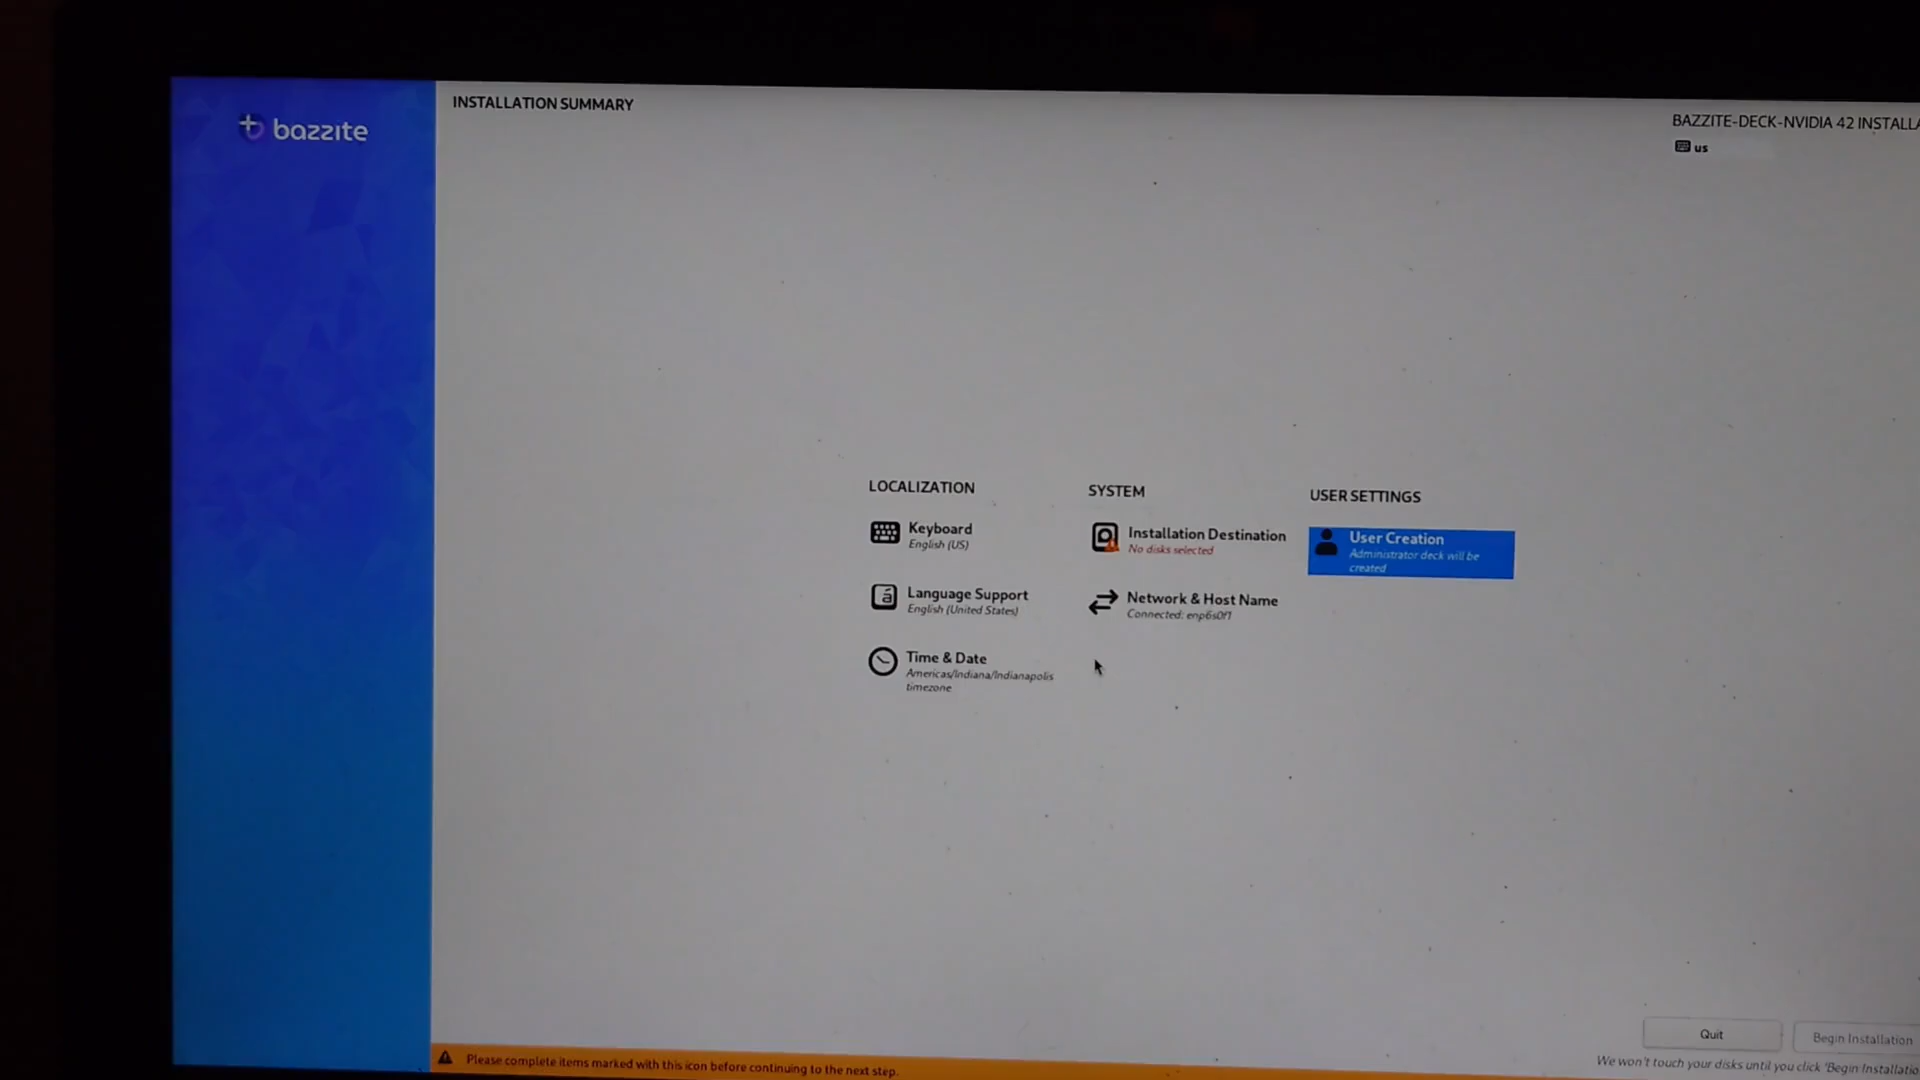 bazzite
INSTALLATION SUMMARY
BAZZITE-DECK-NVIDIA 42 INSTALLA
us
LOCALIZATION
Keyboard
English (US)
Language Support
English (United States)
Time & Date
Americas/Indiana/Indianapolis
timezone
SYSTEM
Installation Destination
No disks selected
Network & Host Name
Connected: enp6s0f1
USER SETTINGS
User Creation
Administrator deck will be
created
Quit
Begin Installation
We won't touch your disks until you click 'Begin Installatio
Please complete items marked with this icon before continuing to the next step.